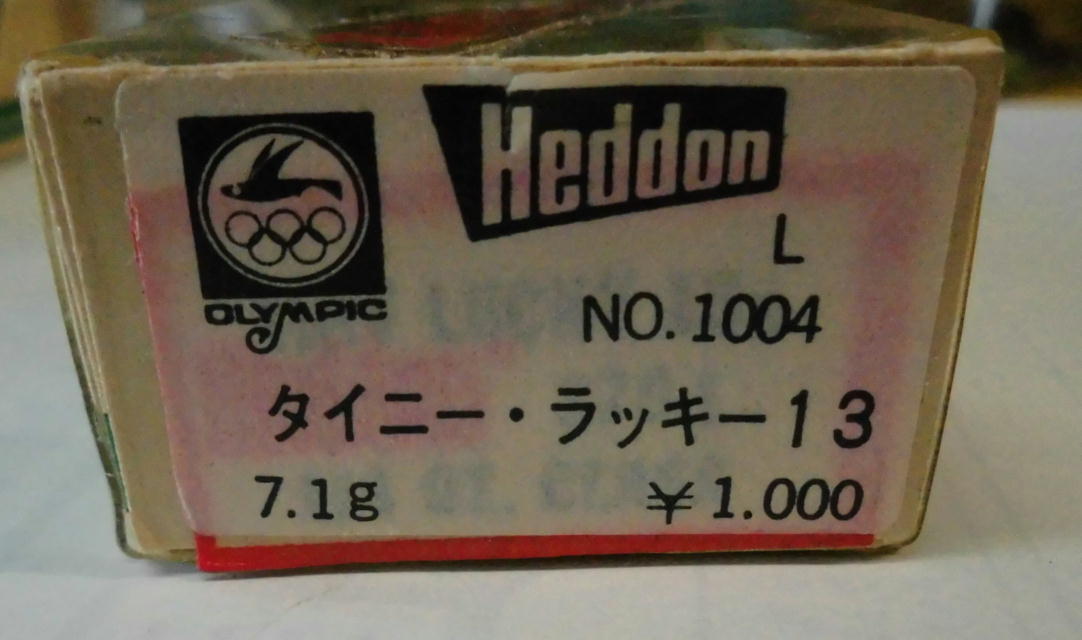 Heddon
L
OLYMPIC
NO.1004
タイニー・ラッキー13
7.1g ¥1.000